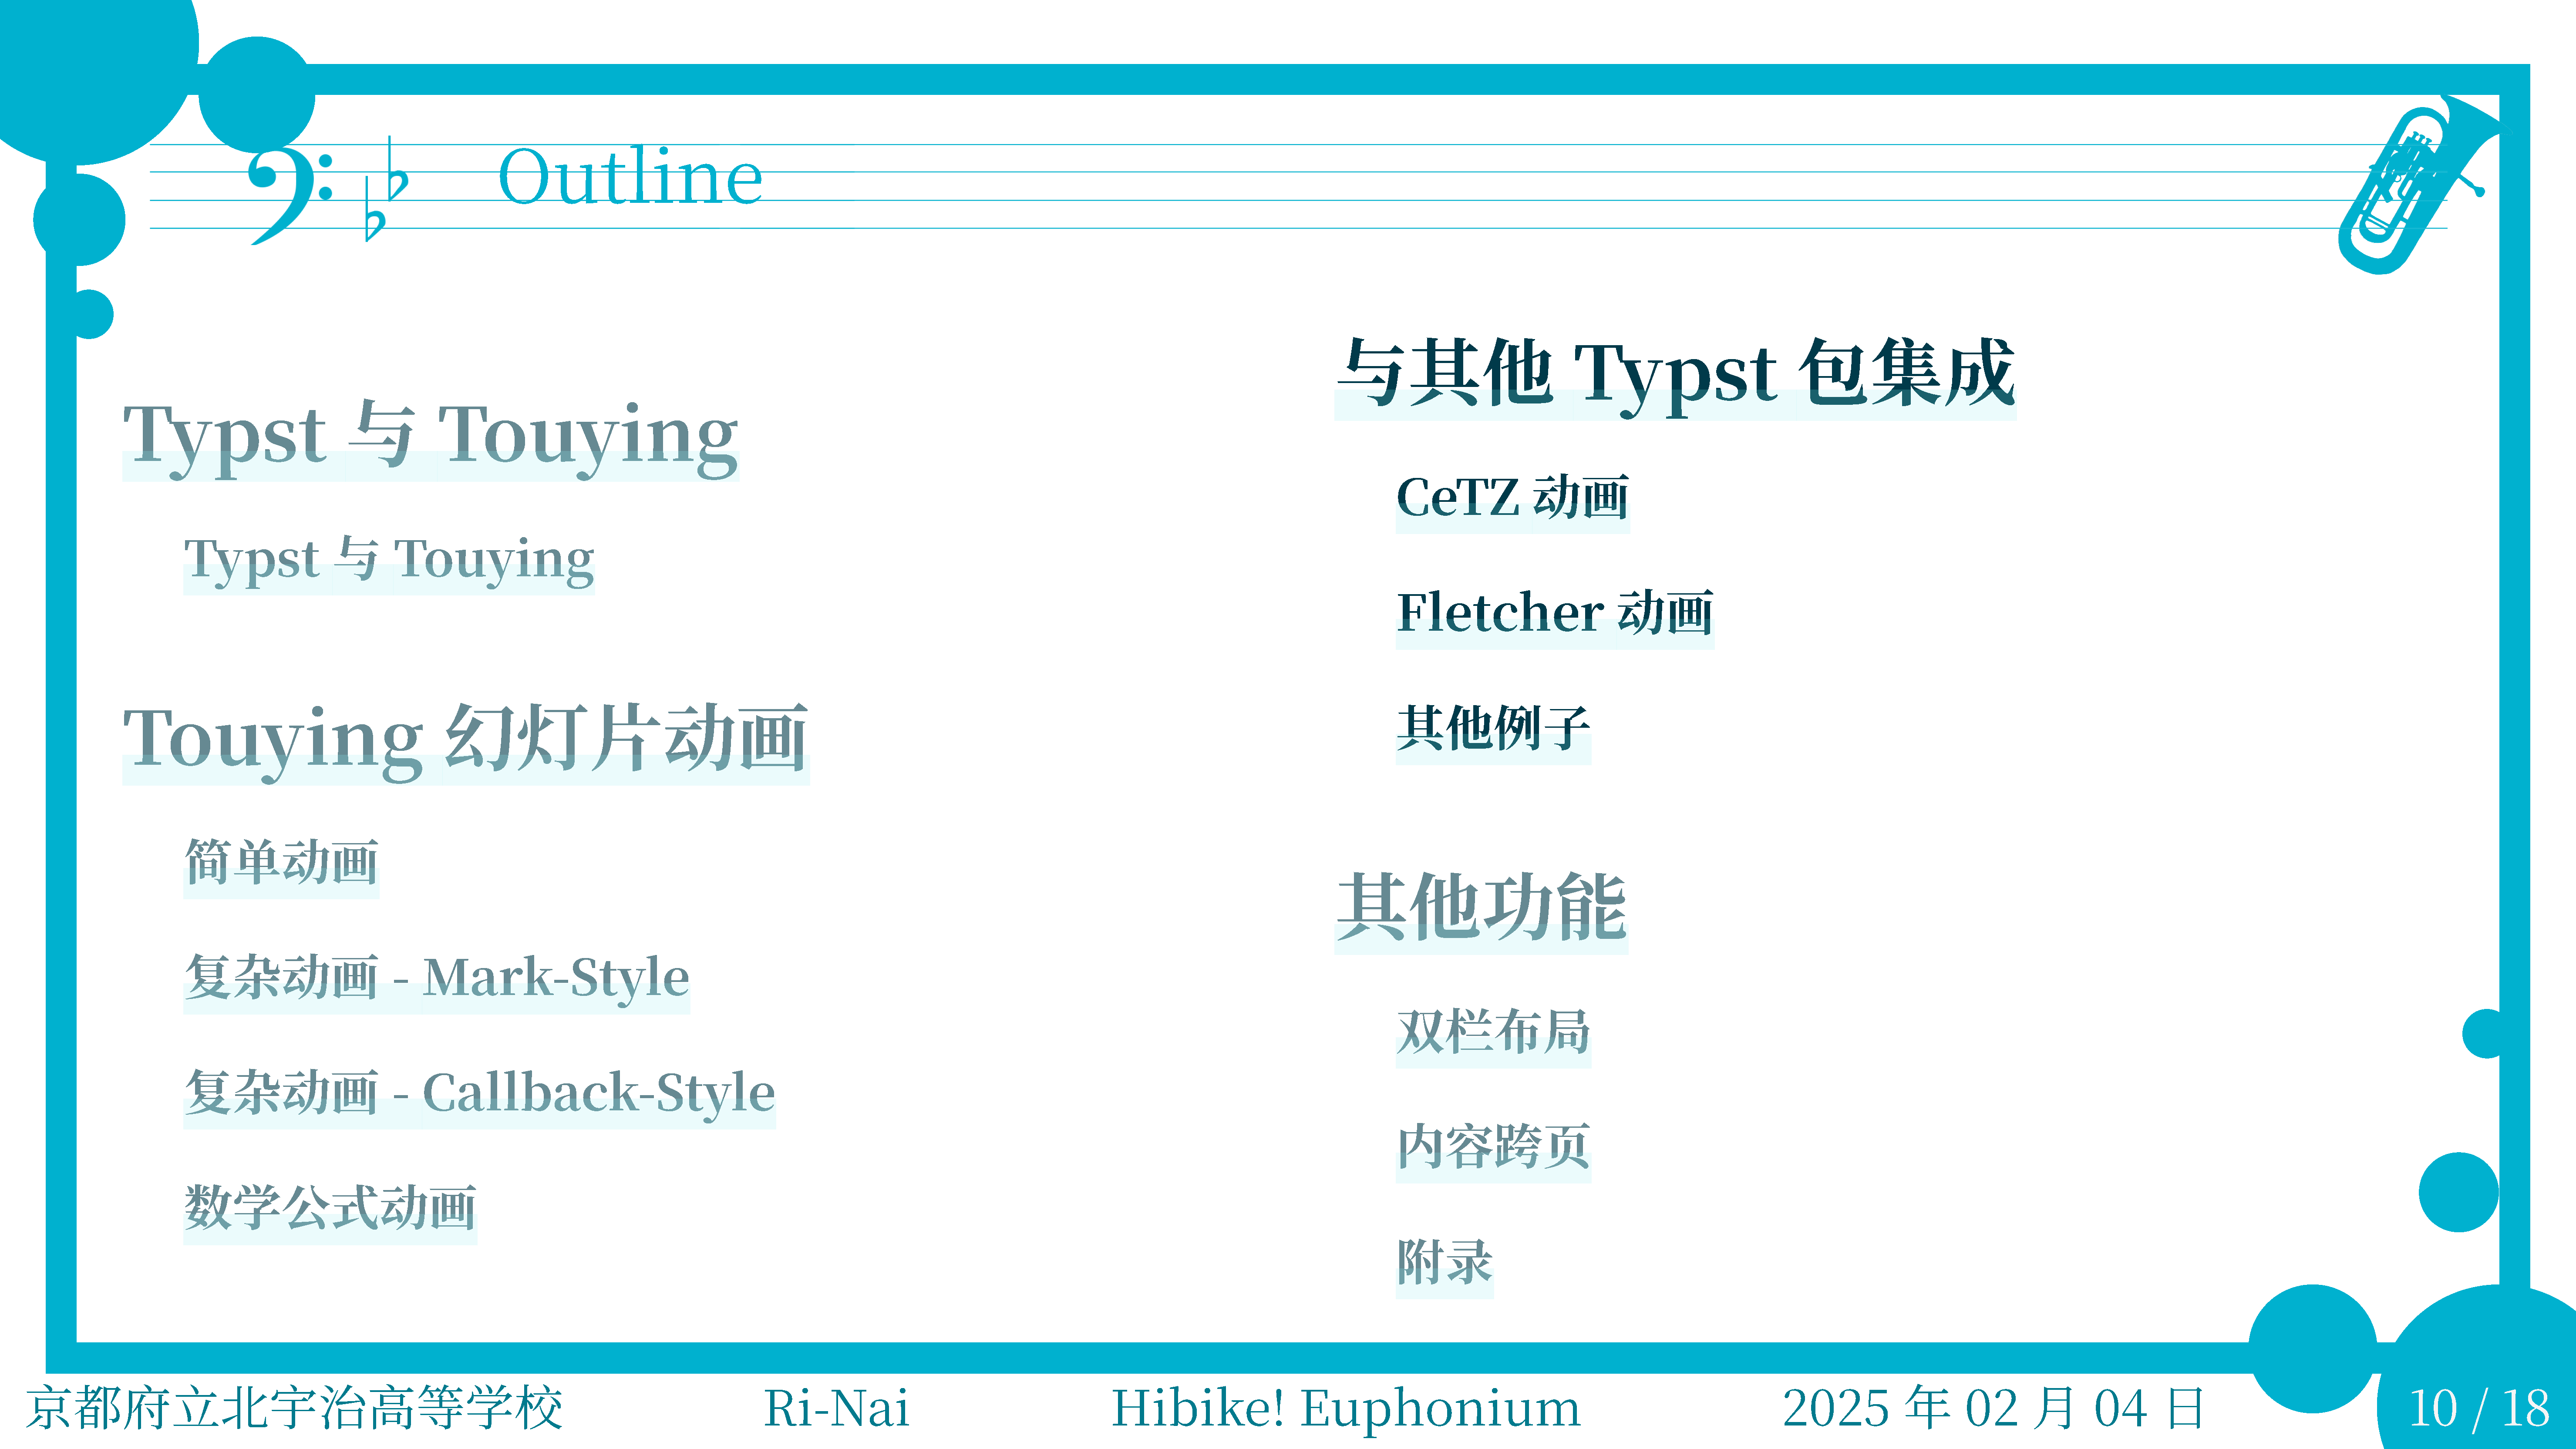 Outline
Typst 与 Touying
Typst 与 Touying
Touying 幻灯片动画
简单动画
复杂动画 - Mark-Style
复杂动画 - Callback-Style
数学公式动画
与其他 Typst 包集成
CeTZ 动画
Fletcher 动画
其他例子
其他功能
双栏布局
内容跨页
附录
京都府立北宇治高等学校 Ri-Nai Hibike! Euphonium 2025 年 02 月 04 日 10 / 18